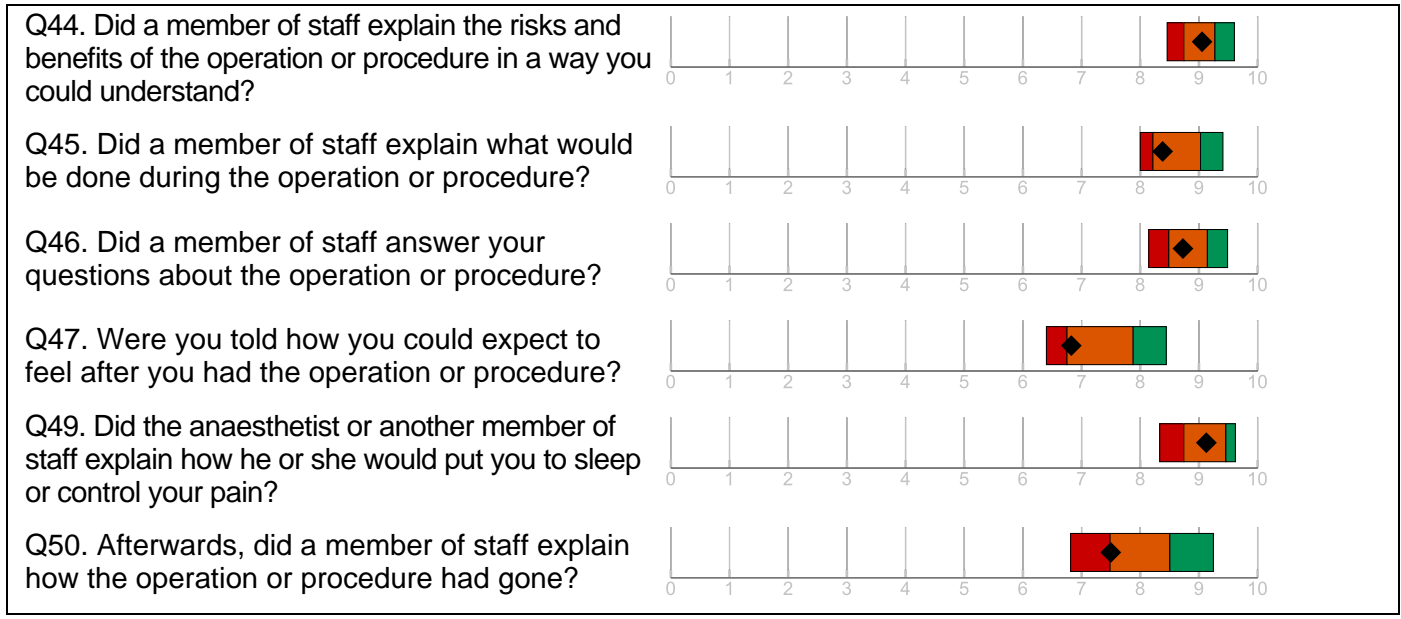 Q44. Did a member of staff explain the risks and
benefits of the operation or procedure in a way you
could understand?
0 1 2 3 4 5 6 7 8 9 10
Q45. Did a member of staff explain what would
be done during the operation or procedure?
0 1 2 3 4 5 6 7 8 9 10
Q46. Did a member of staff answer your
questions about the operation or procedure?
0 1 2 3 4 5 6 7 8 9 10
Q47. Were you told how you could expect to
feel after you had the operation or procedure?
0 1 2 3 4 5 6 7 8 9 10
Q49. Did the anaesthetist or another member of
staff explain how he or she would put you to sleep
or control your pain?
0 1 2 3 4 5 6 7 8 9 10
Q50. Afterwards, did a member of staff explain
how the operation or procedure had gone?
0 1 2 3 4 5 6 7 8 9 10